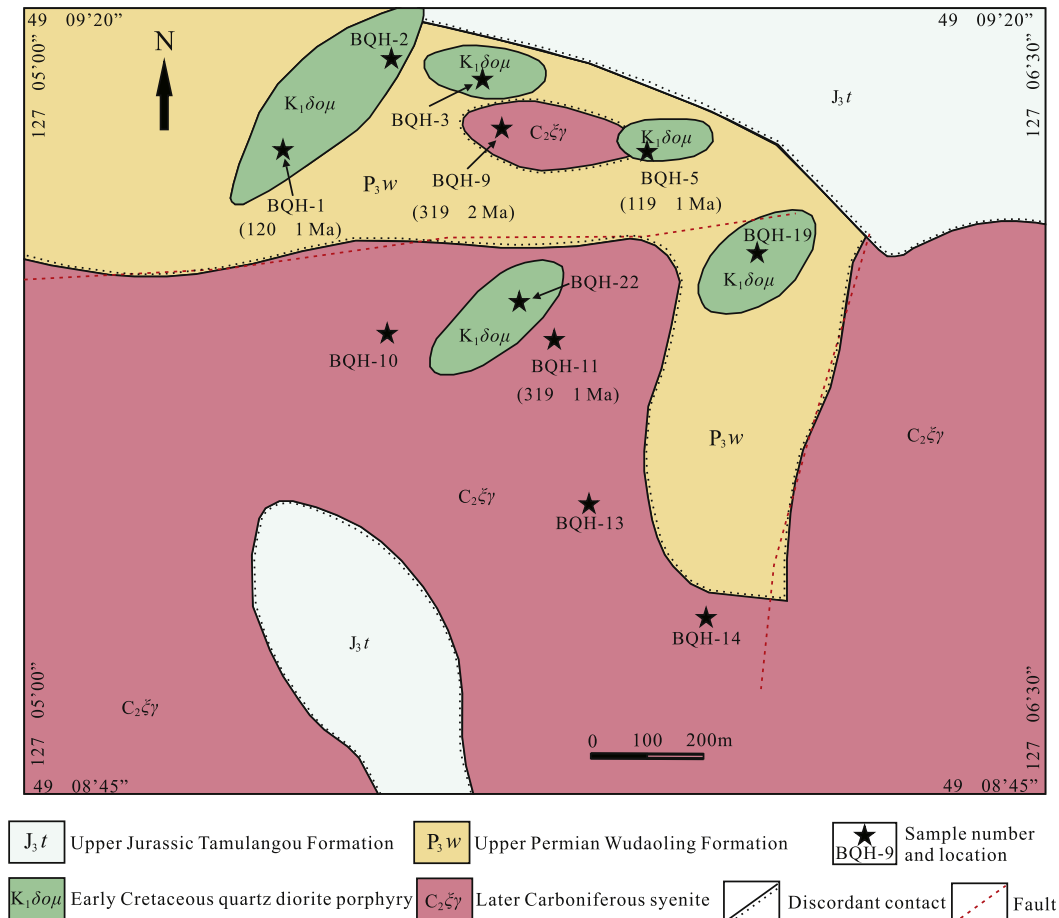 49 09’20”
49 09’20”
127 05’00”
127 06’30”
N
BQH-2
K₁δομ
K₁δομ
J₃t
BQH-3
C₂ξγ
K₁δομ
P₃w
BQH-9
(319 2 Ma)
BQH-5
(119 1 Ma)
BQH-1
(120 1 Ma)
BQH-19
K₁δομ
BQH-22
K₁δομ
BQH-10
BQH-11
(319 1 Ma)
P₃w
C₂ξγ
C₂ξγ
BQH-13
BQH-14
J₃t
C₂ξγ
127 05’00”
127 06’30”
0 100 200m
49 08’45”
49 08’45”
J₃t Upper Jurassic Tamulangou Formation
P₃w Upper Permian Wudaoling Formation
BQH-9 Sample number
and location
K₁δομ Early Cretaceous quartz diorite porphyry
C₂ξγ Later Carboniferous syenite
Discordant contact
Fault